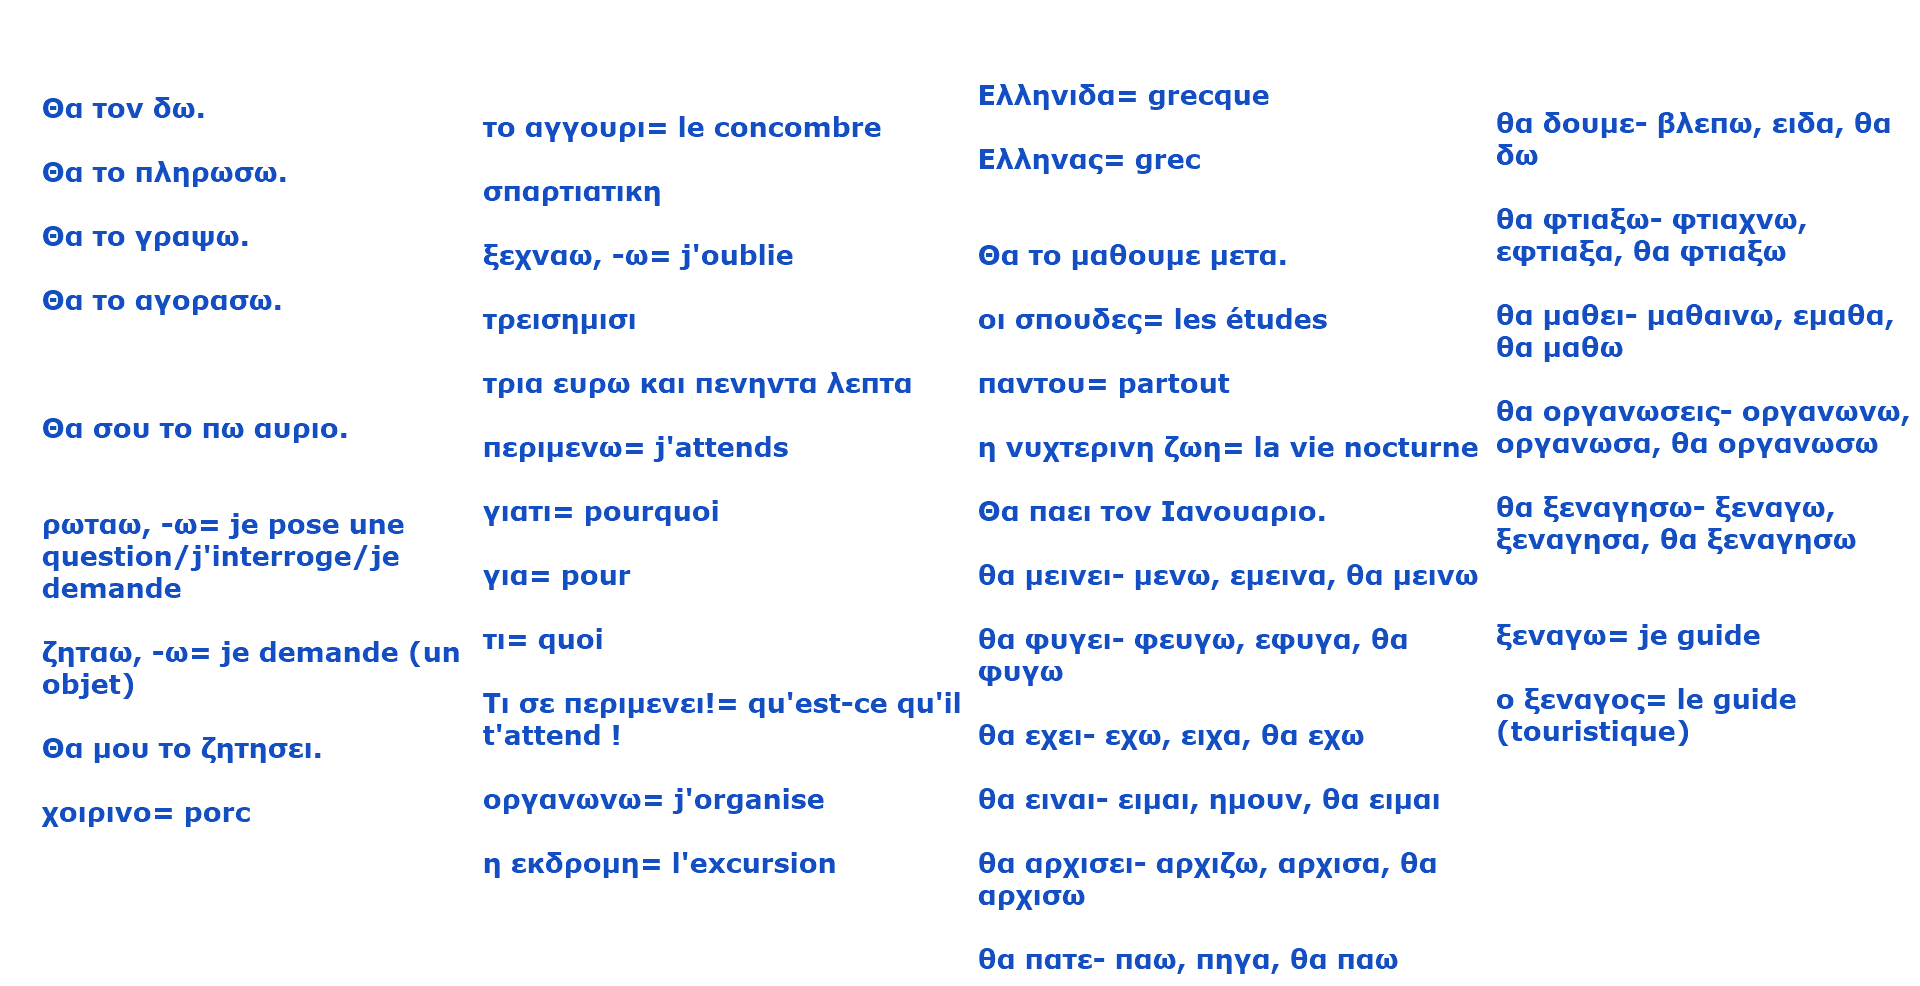 Θα τον δω.
Θα το πληρωσω.
Θα το γραψω.
Θα το αγορασω.
Θα σου το πω αυριο.
ρωταω, -ω= je pose une
question/j'interroge/je
demande
ζηταω, -ω= je demande (un
objet)
Θα μου το ζητησει.
χοιρινο= porc
το αγγουρι= le concombre
σπαρτιατικη
ξεχναω, -ω= j'oublie
τρεισημισι
τρια ευρω και πενηντα λεπτα
περιμενω= j'attends
γιατι= pourquoi
για= pour
τι= quoi
Τι σε περιμενει!= qu'est-ce qu'il
t'attend !
οργανωνω= j'organise
η εκδρομη= l'excursion
Ελληνιδα= grecque
Ελληνας= grec
Θα το μαθουμε μετα.
οι σπουδες= les études
παντου= partout
η νυχτερινη ζωη= la vie nocturne
Θα παει τον Ιανουαριο.
θα μεινει- μενω, εμεινα, θα μεινω
θα φυγει- φευγω, εφυγα, θα
φυγω
θα εχει- εχω, ειχα, θα εχω
θα ειναι- ειμαι, ημουν, θα ειμαι
θα αρχισει- αρχιζω, αρχισα, θα
αρχισω
θα πατε- παω, πηγα, θα παω
θα δουμε- βλεπω, ειδα, θα
δω
θα φτιαξω- φτιαχνω,
εφτιαξα, θα φτιαξω
θα μαθει- μαθαινω, εμαθα,
θα μαθω
θα οργανωσεις- οργανωνω,
οργανωσα, θα οργανωσω
θα ξεναγησω- ξεναγω,
ξεναγησα, θα ξεναγησω
ξεναγω= je guide
ο ξεναγος= le guide
(touristique)